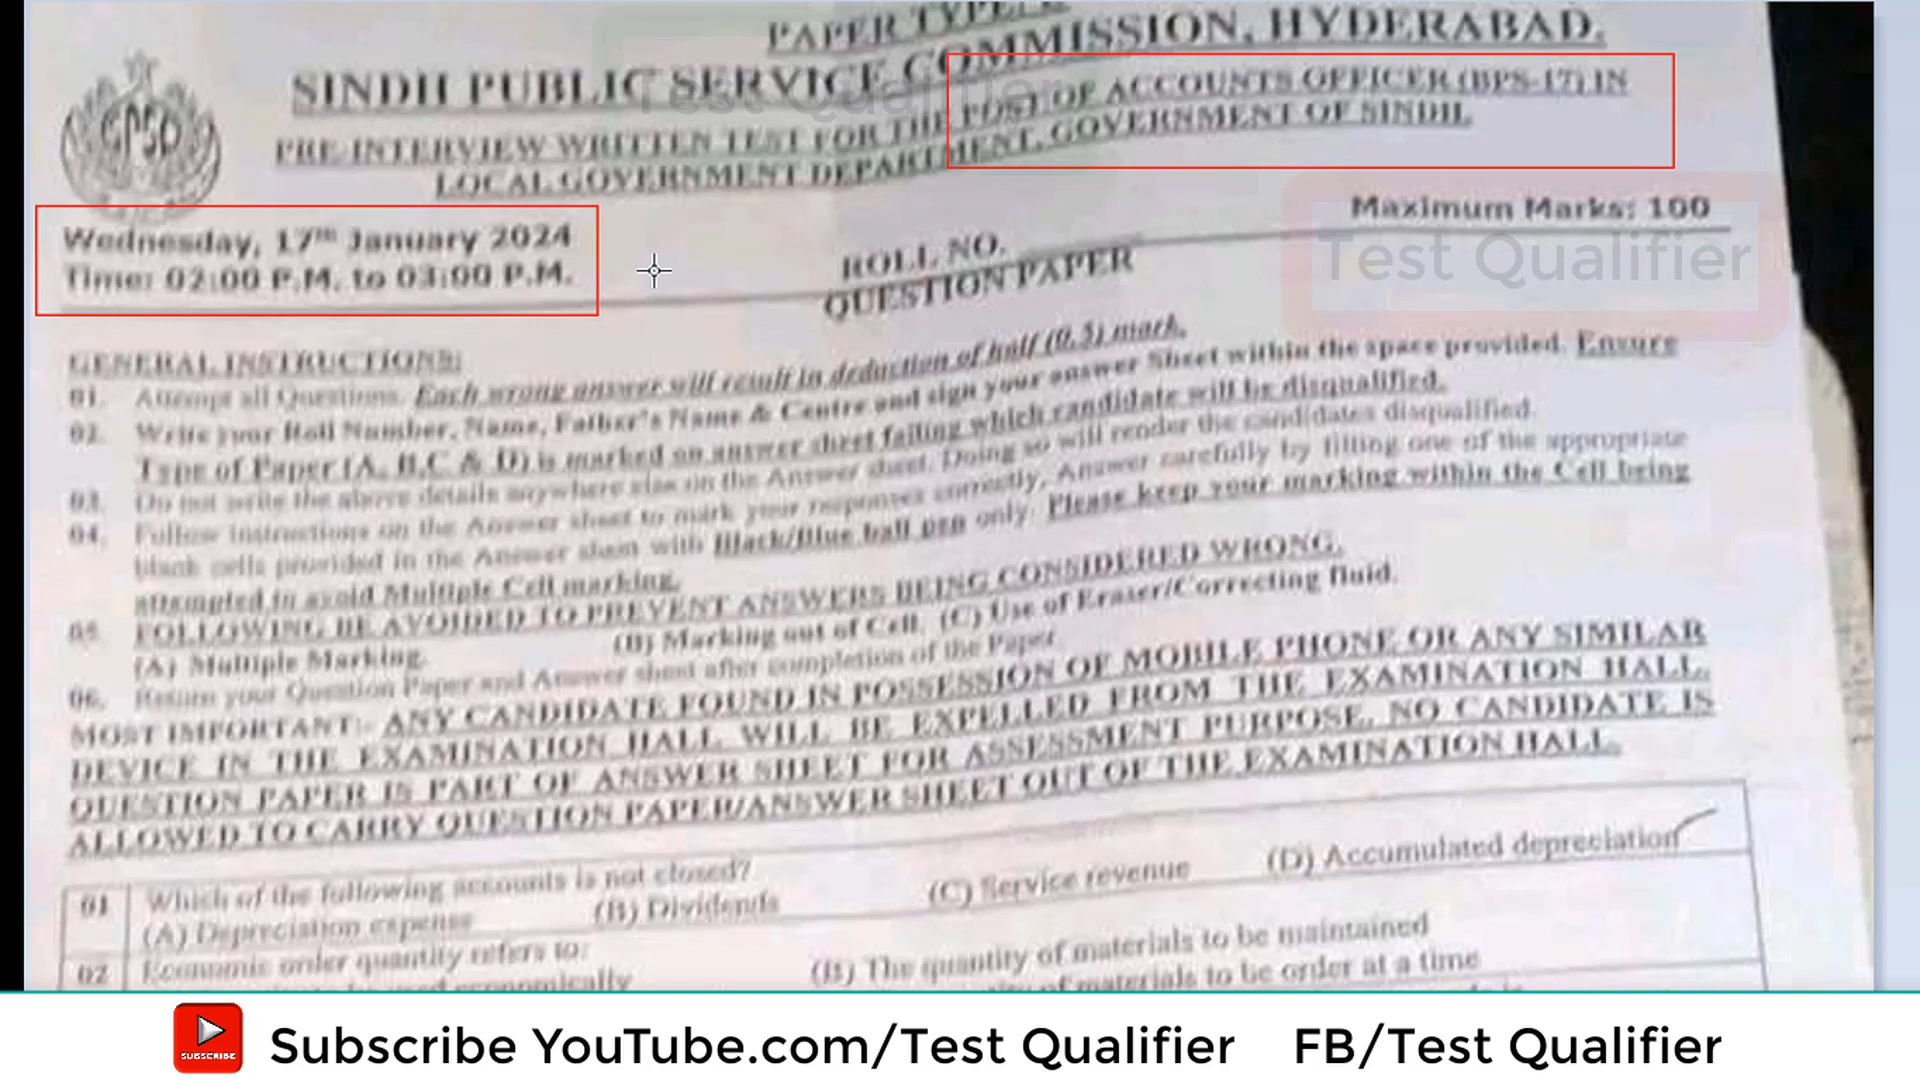 PAPER TYPE:
SINDH PUBLIC SERVICE COMMISSION, HYDERABAD.
PRE-INTERVIEW WRITTEN TEST FOR THE POST OF ACCOUNTS OFFICER (BPS-17) IN
LOCAL GOVERNMENT DEPARTMENT, GOVERNMENT OF SINDH.
Test Qualifier
Wednesday, 17th January 2024
Maximum Marks: 100
Time: 02:00 P.M. to 03:00 P.M.
ROLL NO.
Test Qualifier
QUESTION PAPER
GENERAL INSTRUCTIONS:
01. Attempt all Questions. Each wrong answer will result in deduction of half (0.5) mark.
02. Write your Roll Number, Name, Father's Name & Centre and sign your answer Sheet within the space provided. Ensure
Type of Paper (A, B,C & D) is marked on answer sheet failing which candidate will be disqualified.
03. Do not write the above details anywhere else on the Answer sheet. Doing so will render the candidates disqualified.
04. Follow instructions on the Answer sheet to mark your responses correctly, Answer carefully by filling one of the appropriate
blank cells provided in the Answer sheet with Black/Blue ball pen only. Please keep your marking within the Cell being
attempted to avoid Multiple Cell marking.
05. FOLLOWING BE AVOIDED TO PREVENT ANSWERS BEING CONSIDERED WRONG.
(A) Multiple Marking. (B) Marking out of Cell. (C) Use of Eraser/Correcting fluid.
06. Return your Question Paper and Answer sheet after completion of the Paper
MOST IMPORTANT:- ANY CANDIDATE FOUND IN POSSESSION OF MOBILE PHONE OR ANY SIMILAR
DEVICE IN THE EXAMINATION HALL WILL BE EXPELLED FROM THE EXAMINATION HALL.
QUESTION PAPER IS PART OF ANSWER SHEET FOR ASSESSMENT PURPOSE. NO CANDIDATE IS
ALLOWED TO CARRY QUESTION PAPER/ANSWER SHEET OUT OF THE EXAMINATION HALL.
01 Which of the following accounts is not closed?
(A) Depreciation expense (B) Dividends (C) Service revenue (D) Accumulated depreciation
02 Economic order quantity refers to:
(B) The quantity of materials to be maintained
economically
of materials to be order at a time
SUBSCRIBE
Subscribe YouTube.com/Test Qualifier FB/Test Qualifier